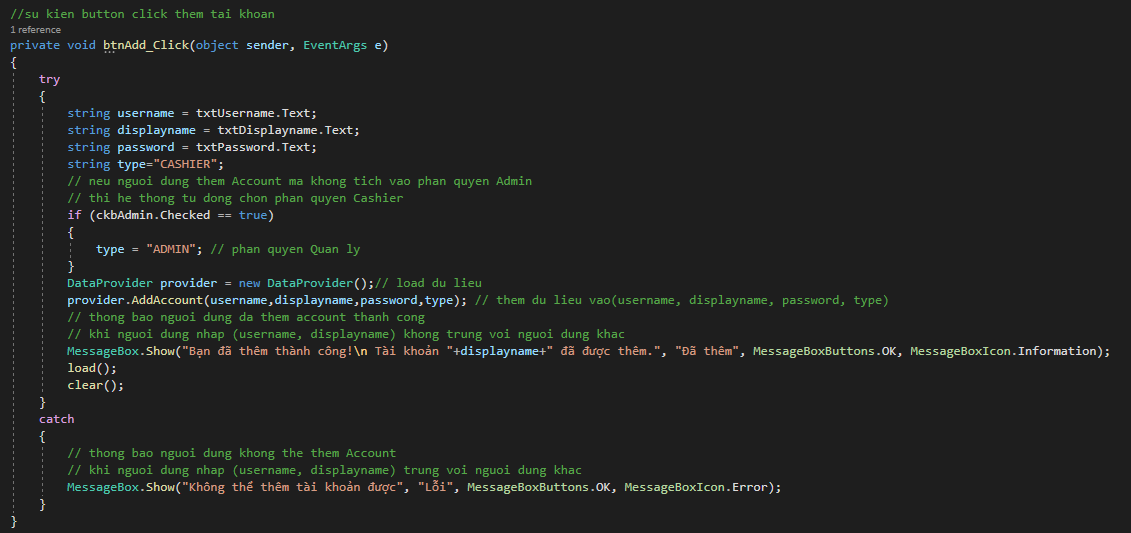 //su kien button click them tai khoan
1 reference
private void btnAdd_Click(object sender, EventArgs e)
{
try
{
string username = txtUsername.Text;
string displayname = txtDisplayname.Text;
string password = txtPassword.Text;
string type="CASHIER";
// neu nguoi dung them Account ma khong tich vao phan quyen Admin
// thi he thong tu dong chon phan quyen Cashier
if (ckbAdmin.Checked == true)
{
type = "ADMIN"; // phan quyen Quan ly
}
DataProvider provider = new DataProvider();// load du lieu
provider.AddAccount(username,displayname,password,type); // them du lieu vao(username, displayname, password, type)
// thong bao nguoi dung da them account thanh cong
// khi nguoi dung nhap (username, displayname) khong trung voi nguoi dung khac
MessageBox.Show("Bạn đã thêm thành công!\n Tài khoản "+displayname+" đã được thêm.", "Đã thêm", MessageBoxButtons.OK, MessageBoxIcon.Information);
load();
clear();
}
catch
{
// thong bao nguoi dung khong the them Account
// khi nguoi dung nhap (username, displayname) trung voi nguoi dung khac
MessageBox.Show("Không thể thêm tài khoản được", "Lỗi", MessageBoxButtons.OK, MessageBoxIcon.Error);
}
}